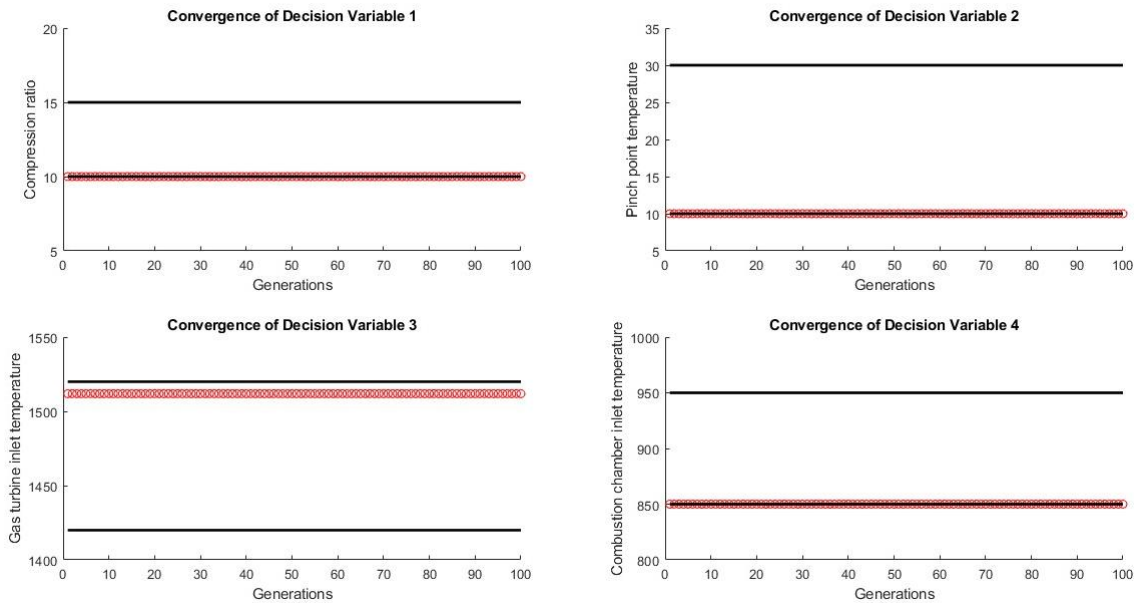 Convergence of Decision Variable 1
20
15
10
5
Compression ratio
0 10 20 30 40 50 60 70 80 90 100
Generations
Convergence of Decision Variable 2
35
30
25
20
15
10
5
Pinch point temperature
0 10 20 30 40 50 60 70 80 90 100
Generations
Convergence of Decision Variable 3
1550
1500
1450
1400
Gas turbine inlet temperature
0 10 20 30 40 50 60 70 80 90 100
Generations
Convergence of Decision Variable 4
1000
950
900
850
800
Combustion chamber inlet temperature
0 10 20 30 40 50 60 70 80 90 100
Generations